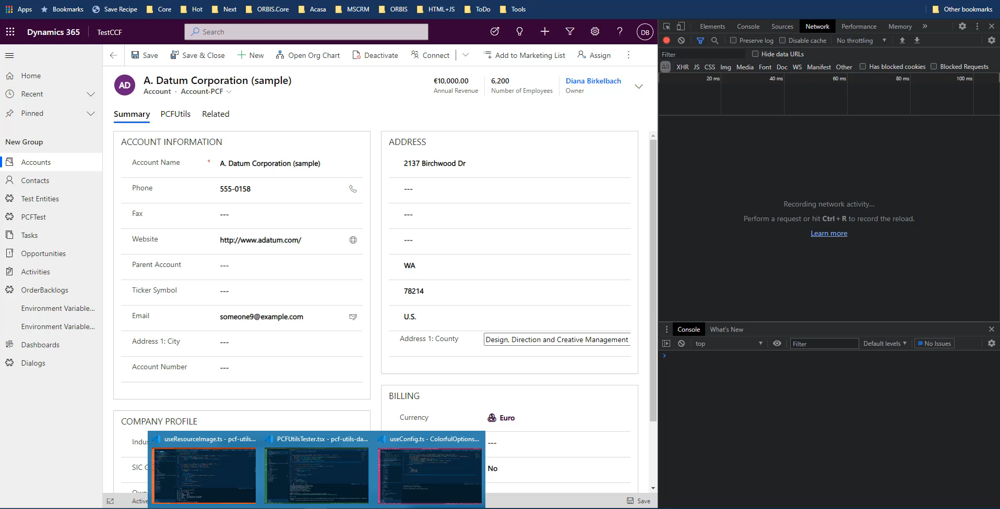 Apps Bookmarks Save Recipe Core Hot Next ORBIS.Core Acasa MSCRM ORBIS HTML+JS ToDo Tools Other bookmarks
Dynamics 365 TestCCF Search DB
Save Save & Close New Open Org Chart Deactivate Connect Add to Marketing List Assign
Home
Recent
Pinned
New Group
Accounts
Contacts
Test Entities
PCFTest
Tasks
Opportunities
Activities
OrderBacklogs
Environment Variable...
Environment Variable...
Dashboards
Dialogs
AD
A. Datum Corporation (sample)
Account · Account-PCF
€10,000.00
Annual Revenue
6,200
Number of Employees
Diana Birkelbach
Owner
Summary PCFUtils Related
ACCOUNT INFORMATION
Account Name * A. Datum Corporation (sample)
Phone 555-0158
Fax ---
Website http://www.adatum.com/
Parent Account ---
Ticker Symbol ---
Email someone9@example.com
Address 1: City ---
Account Number ---
COMPANY PROFILE
Indus
SIC C
Own
ADDRESS
2137 Birchwood Dr
---
---
---
WA
78214
U.S.
Address 1: County Design, Direction and Creative Management
BILLING
Currency Euro
---
No
Active
Save
useResourceImage.ts - pcf-utils...
PCFUtilsTester.tsx - pcf-utils-da...
useConfig.ts - ColorfulOptions...
Elements Console Sources Network Performance Memory »
Preserve log Disable cache No throttling
Filter Hide data URLs
All XHR JS CSS Img Media Font Doc WS Manifest Other Has blocked cookies Blocked Requests
20 ms 40 ms 60 ms 80 ms 100 ms
Recording network activity...
Perform a request or hit Ctrl + R to record the reload.
Learn more
Console What's New
top Filter Default levels No Issues